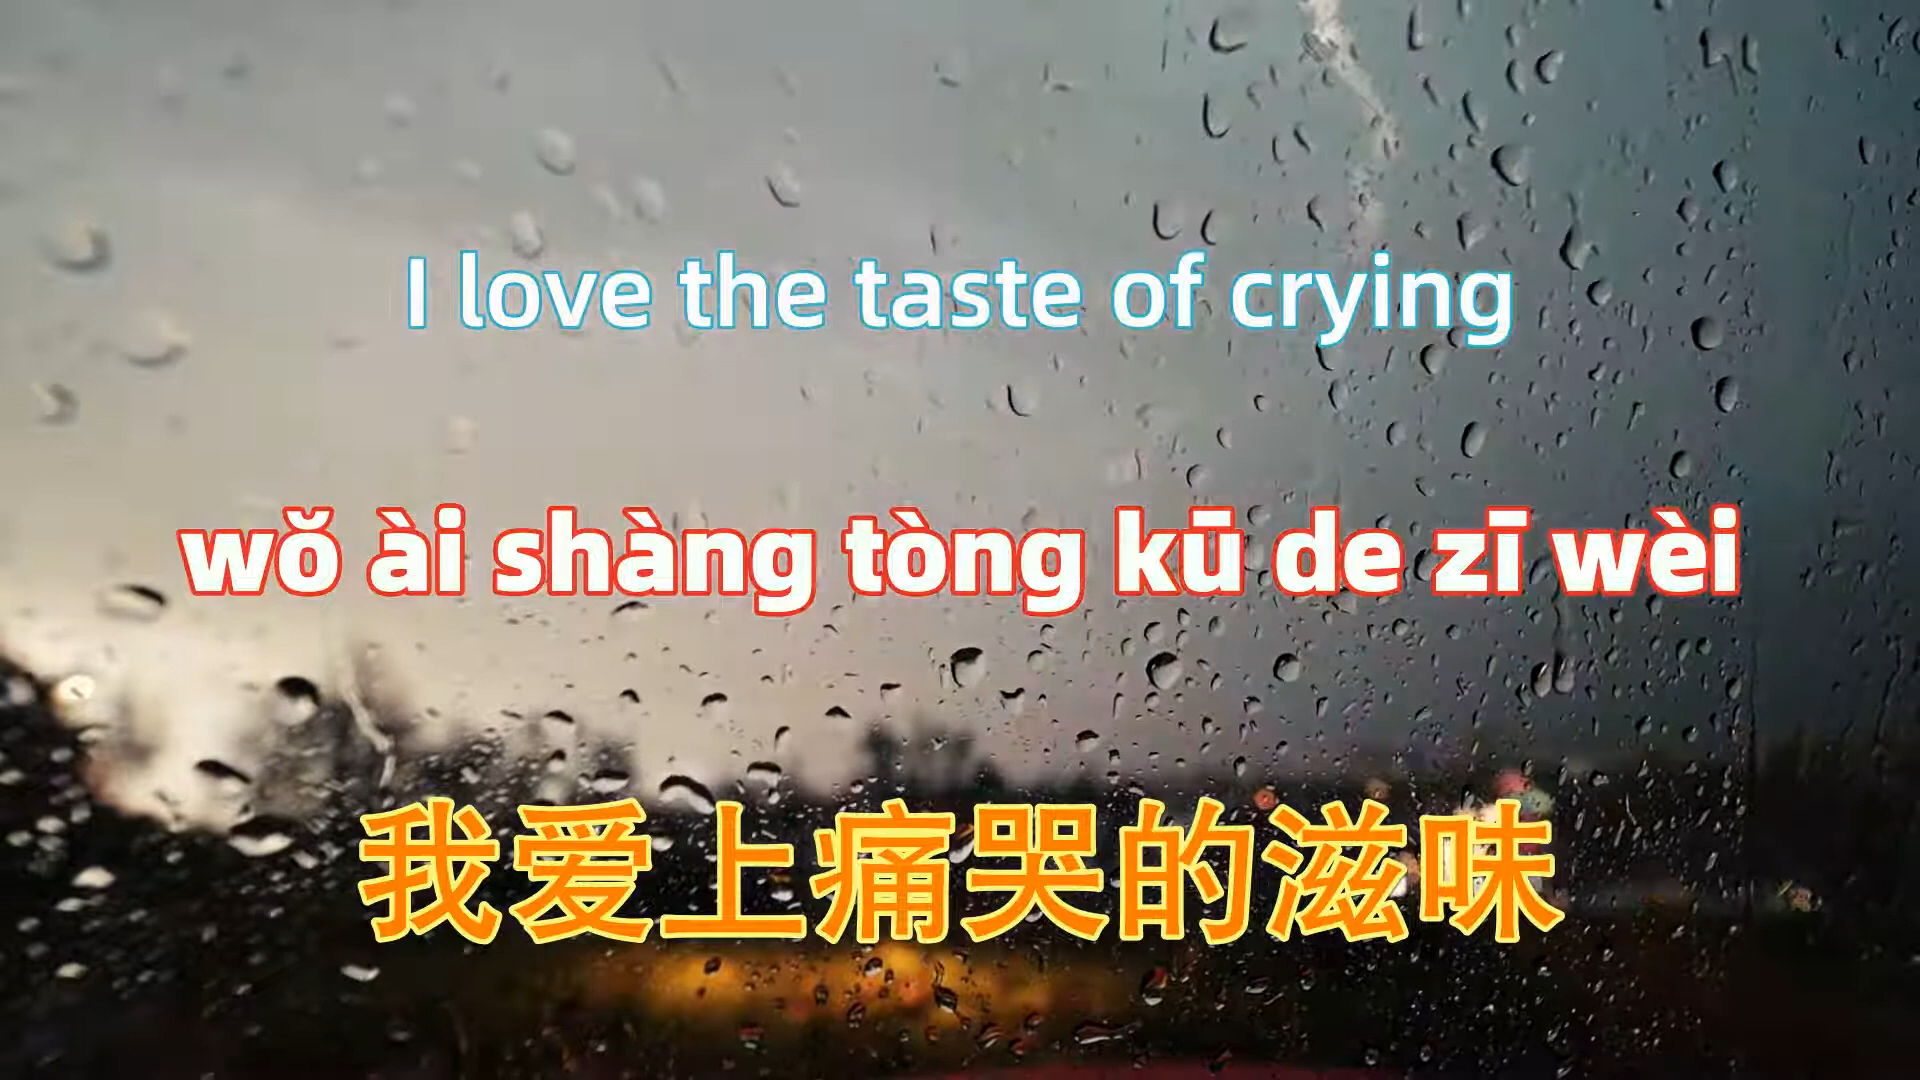 I love the taste of crying
wǒ ài shàng tòng kū de zī wèi
我爱上痛哭的滋味